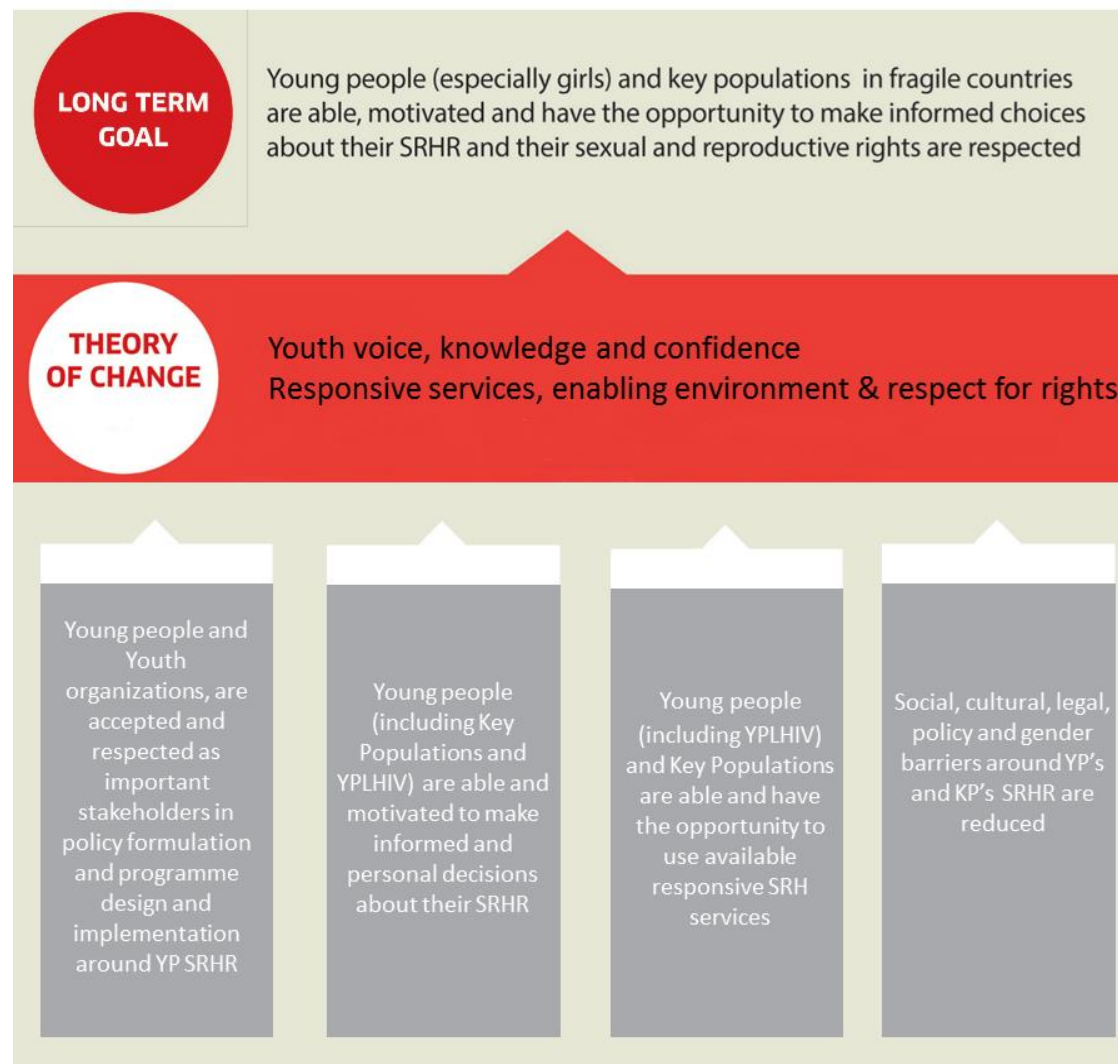 LONG TERM
GOAL
Young people (especially girls) and key populations in fragile countries
are able, motivated and have the opportunity to make informed choices
about their SRHR and their sexual and reproductive rights are respected
THEORY
OF CHANGE
Youth voice, knowledge and confidence
Responsive services, enabling environment & respect for rights
Young people and
Youth
organizations, are
accepted and
respected as
important
stakeholders in
policy formulation
and programme
design and
implementation
around YP SRHR
Young people
(including Key
Populations and
YPLHIV) are able and
motivated to make
informed and
personal decisions
about their SRHR
Young people
(including YPLHIV)
and Key Populations
are able and have
the opportunity to
use available
responsive SRH
services
Social, cultural, legal,
policy and gender
barriers around YP’s
and KP’s SRHR are
reduced